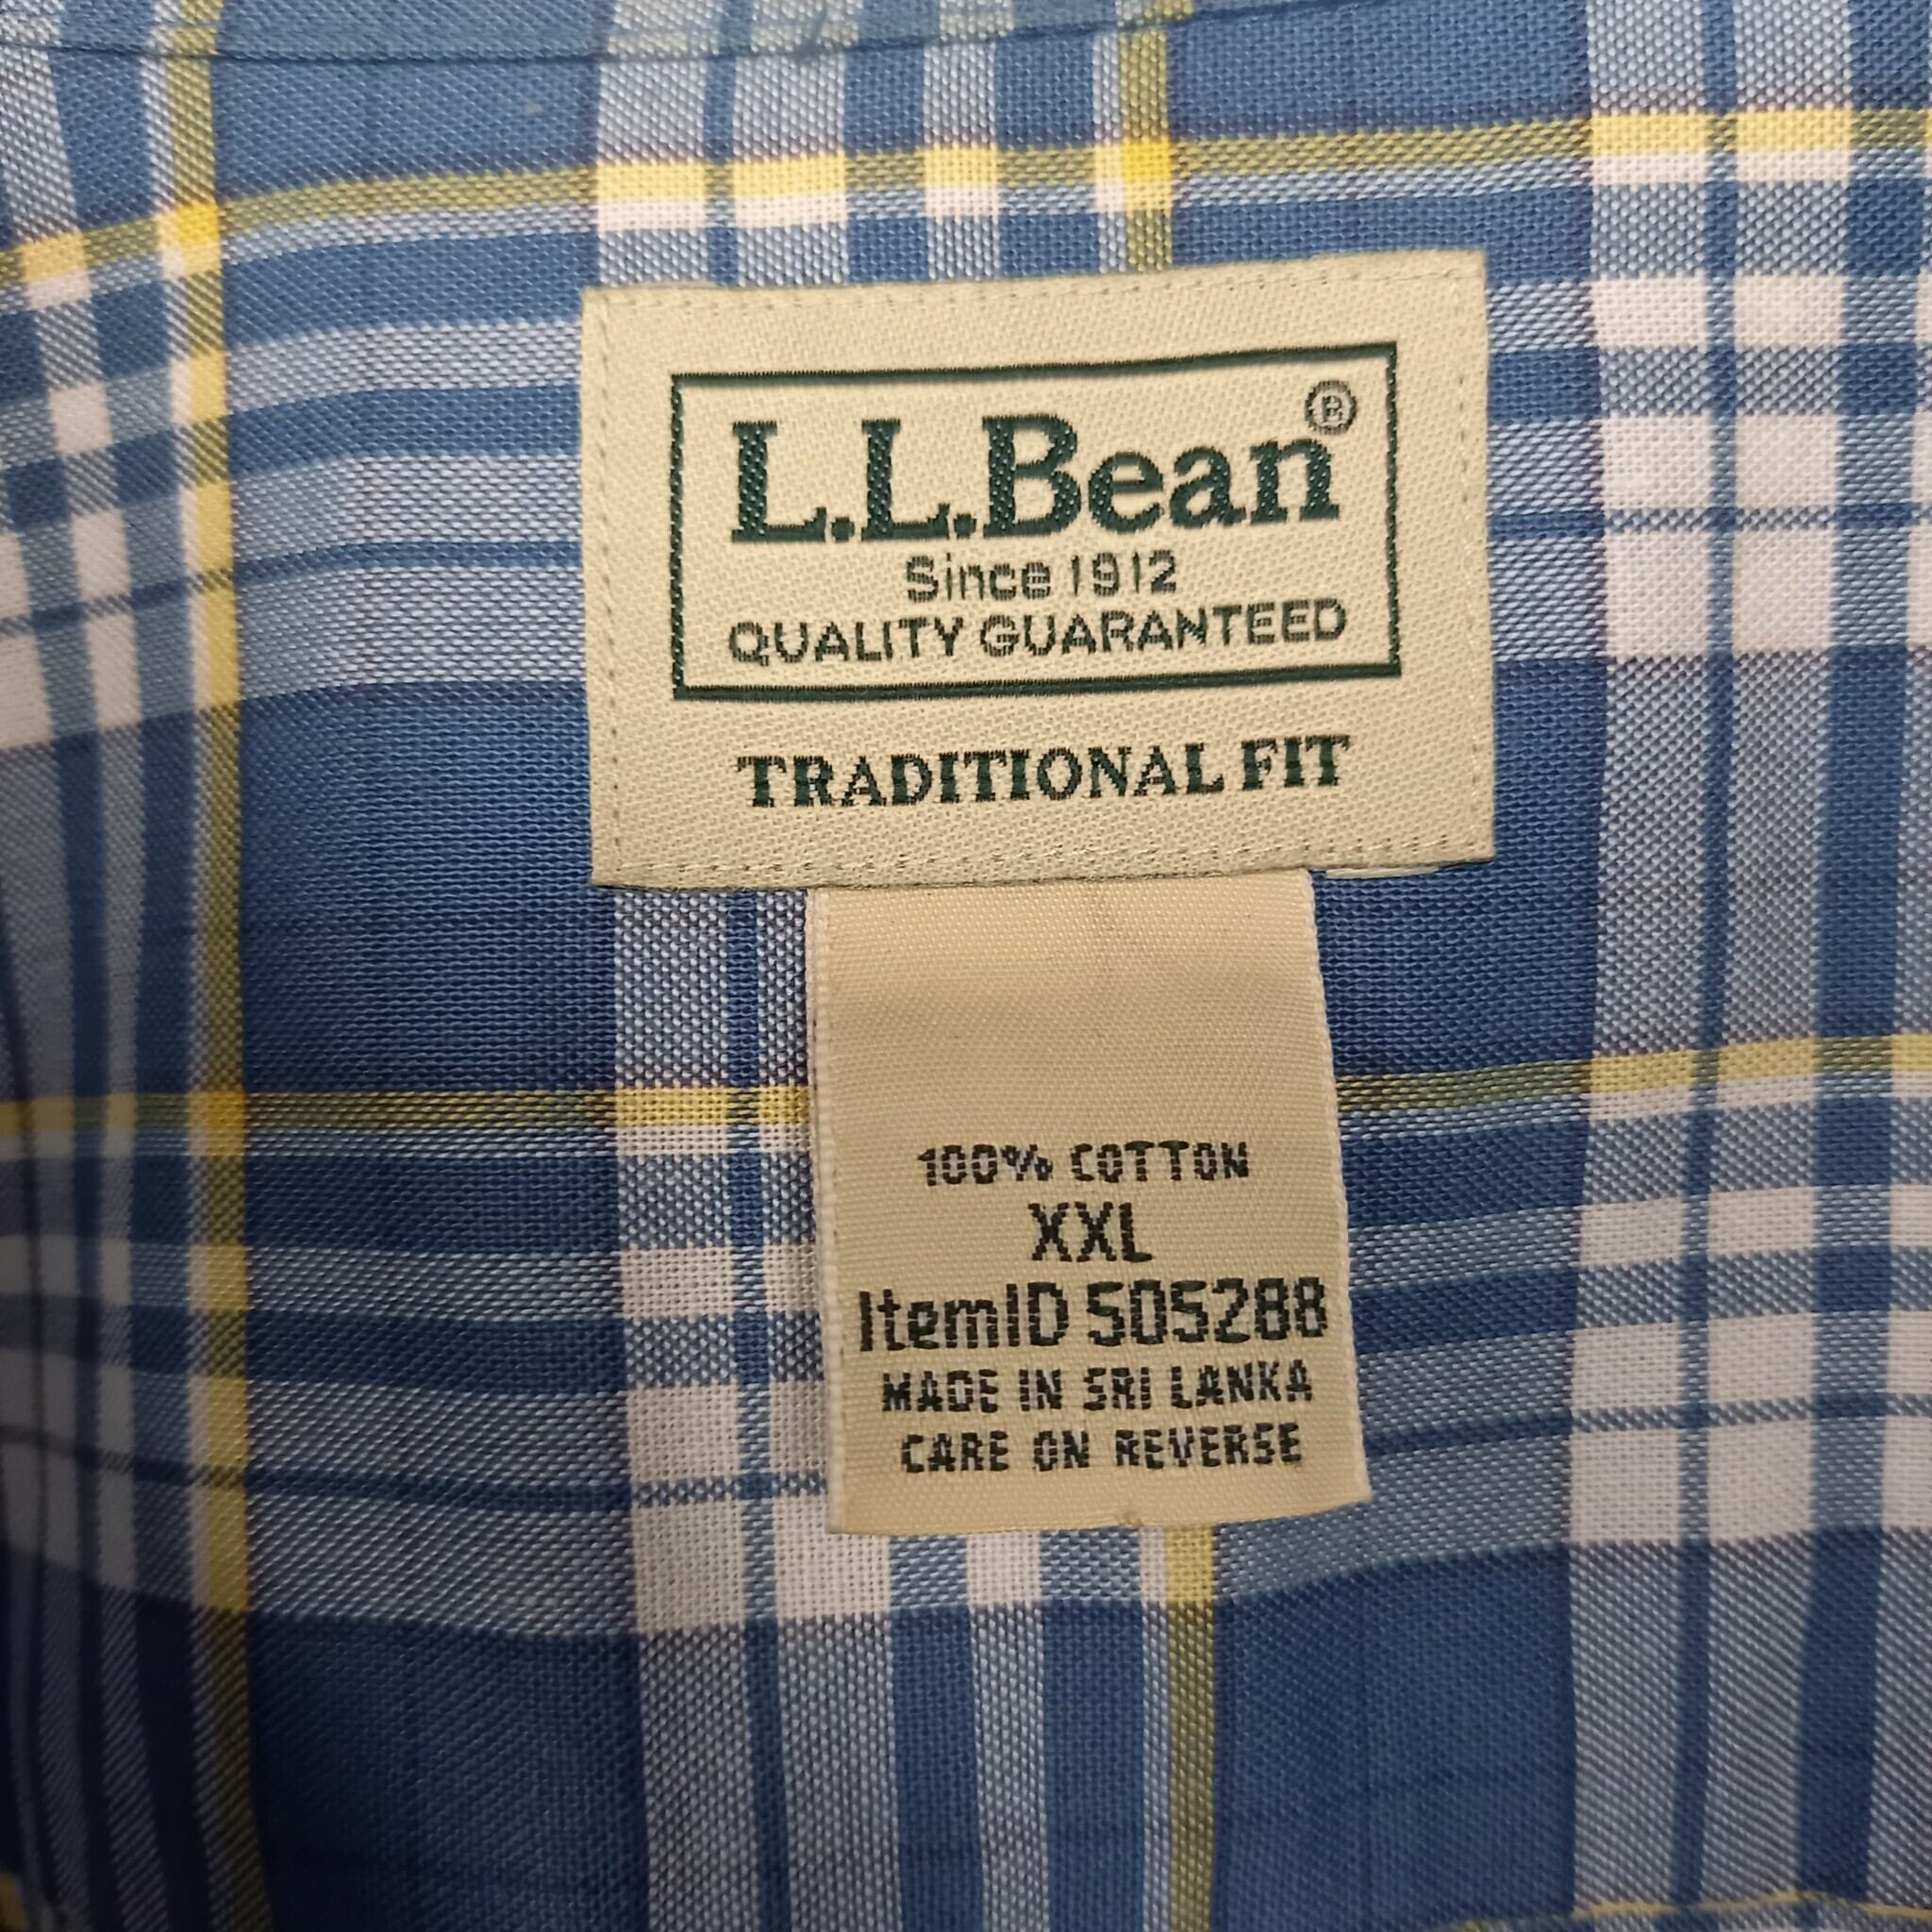 L.L.Bean®
Since 1912
QUALITY GUARANTEED
TRADITIONAL FIT
100% COTTON
XXL
ItemID 505288
MADE IN SRI LANKA
CARE ON REVERSE